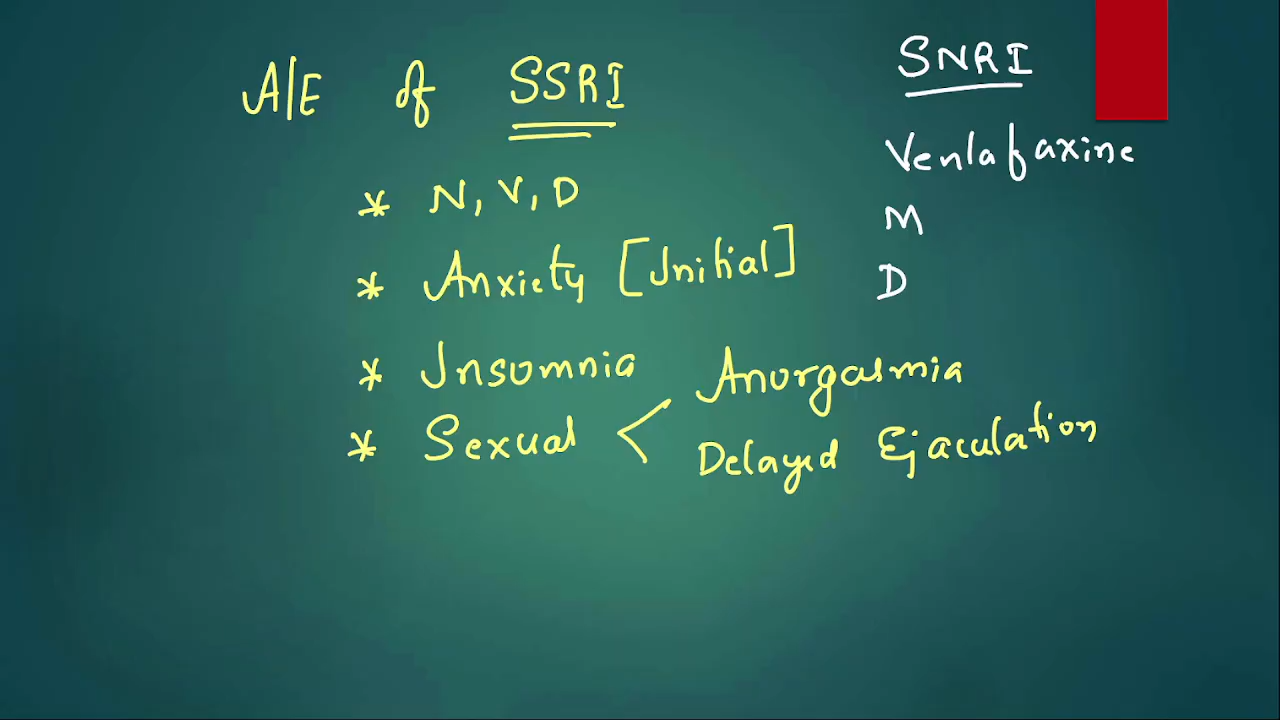 A/E of SSRI
* N, V, D
* Anxiety [Initial]
* Insomnia
* Sexual < Anorgasmia
Delayed Ejaculation
SNRI
Venlafaxine
M
D